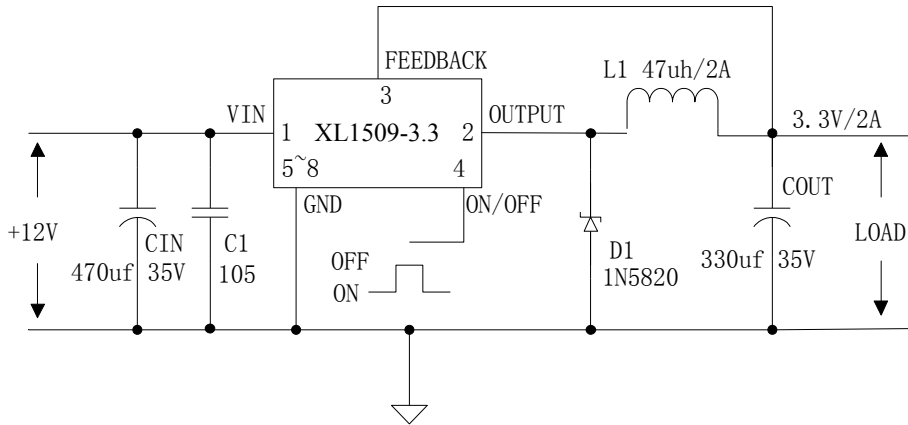 FEEDBACK
L1 47uh/2A
3
VIN
OUTPUT
3.3V/2A
1
XL1509-3.3
2
5~8
4
GND
ON/OFF
COUT
+12V
CIN
C1
OFF
D1
LOAD
470uf 35V
105
ON
1N5820
330uf 35V